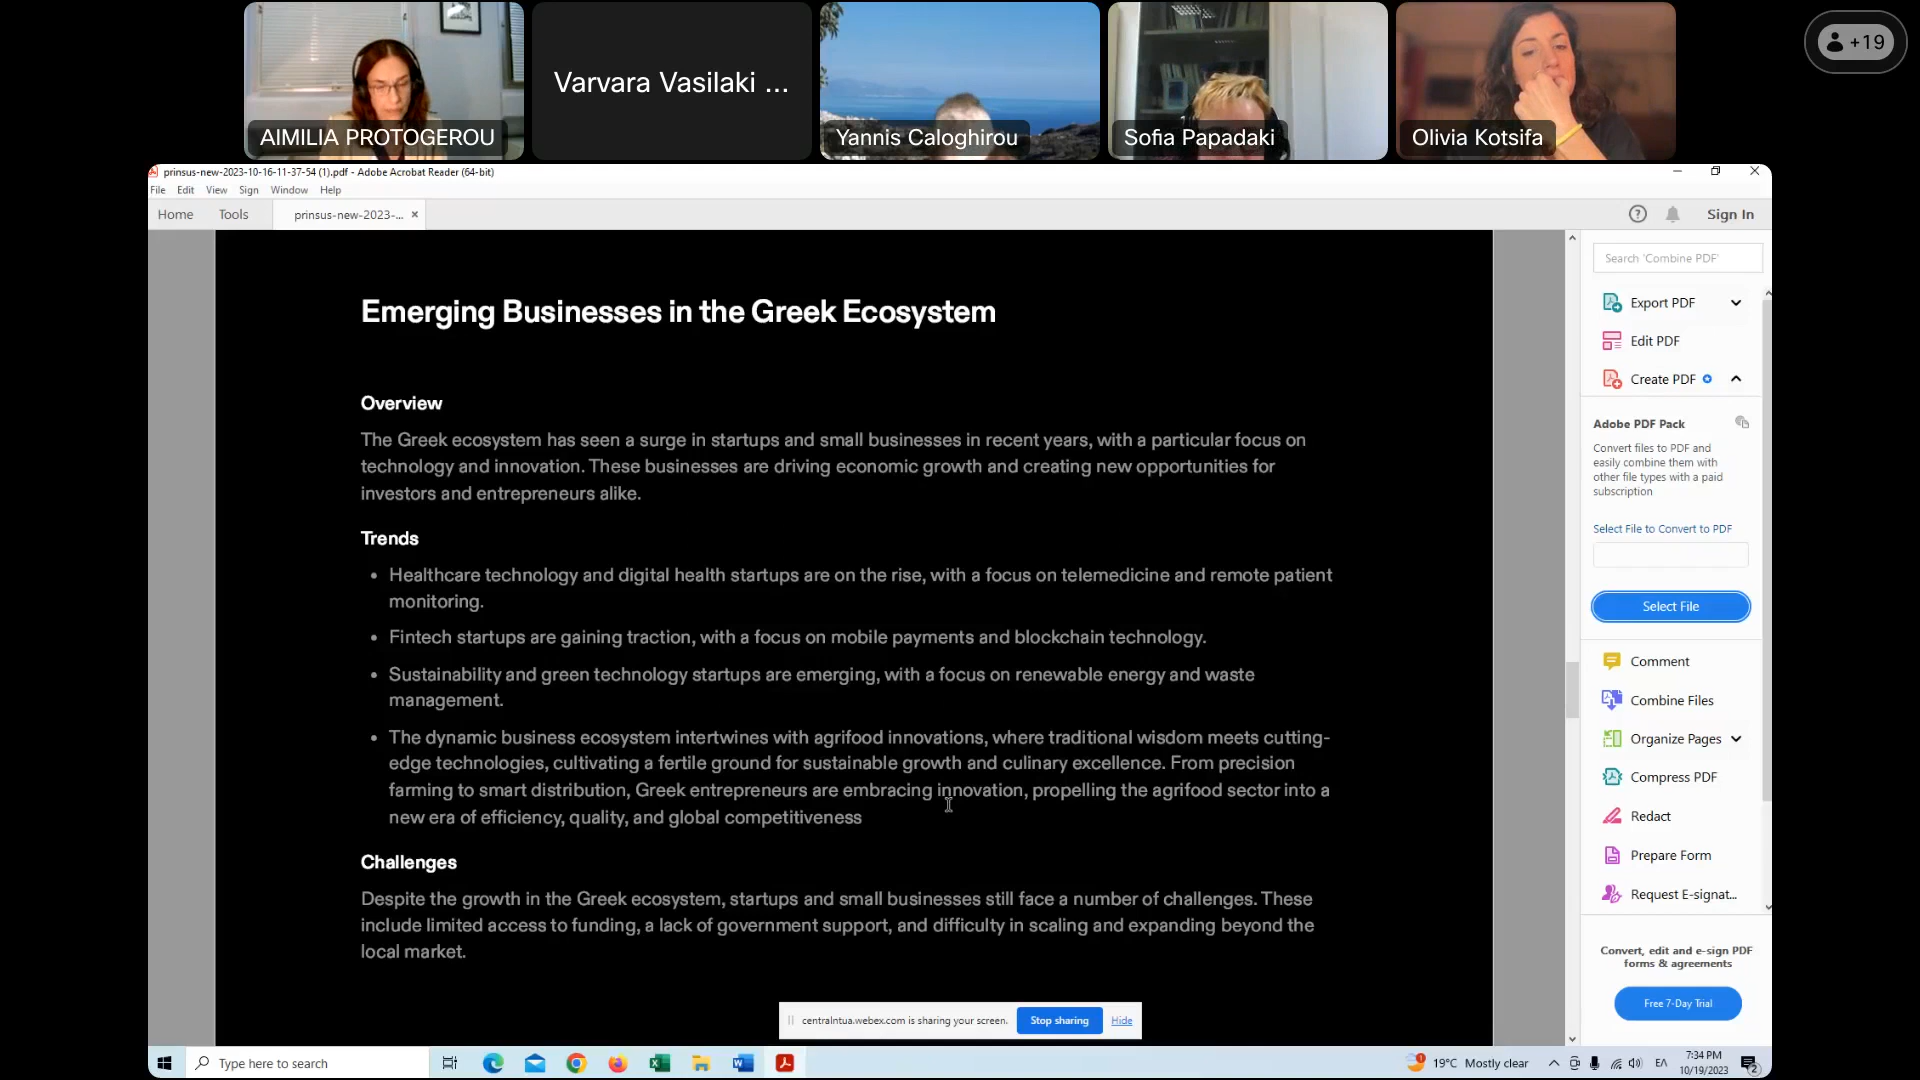 AIMILIA PROTOGEROU
Varvara Vasilaki ...
Yannis Caloghirou
Sofia Papadaki
Olivia Kotsifa
+19
prinsus-new-2023-10-16-11-37-54 (1).pdf - Adobe Acrobat Reader (64-bit)
File Edit View Sign Window Help
Home Tools prinsus-new-2023-... × Sign In
Emerging Businesses in the Greek Ecosystem
Overview
The Greek ecosystem has seen a surge in startups and small businesses in recent years, with a particular focus on
technology and innovation. These businesses are driving economic growth and creating new opportunities for
investors and entrepreneurs alike.
Trends
• Healthcare technology and digital health startups are on the rise, with a focus on telemedicine and remote patient
monitoring.
• Fintech startups are gaining traction, with a focus on mobile payments and blockchain technology.
• Sustainability and green technology startups are emerging, with a focus on renewable energy and waste
management.
• The dynamic business ecosystem intertwines with agrifood innovations, where traditional wisdom meets cutting-
edge technologies, cultivating a fertile ground for sustainable growth and culinary excellence. From precision
farming to smart distribution, Greek entrepreneurs are embracing innovation, propelling the agrifood sector into a
new era of efficiency, quality, and global competitiveness
Challenges
Despite the growth in the Greek ecosystem, startups and small businesses still face a number of challenges. These
include limited access to funding, a lack of government support, and difficulty in scaling and expanding beyond the
local market.
Search 'Combine PDF'
Export PDF
Edit PDF
Create PDF
Adobe PDF Pack
Convert files to PDF and
easily combine them with
other file types with a paid
subscription
Select File to Convert to PDF
Select File
Comment
Combine Files
Organize Pages
Compress PDF
Redact
Prepare Form
Request E-signat...
Convert, edit and e-sign PDF
forms & agreements
Free 7-Day Trial
centralntua.webex.com is sharing your screen. Stop sharing Hide
Type here to search
19°C Mostly clear
ΕΛ
7:34 PM
10/19/2023
2